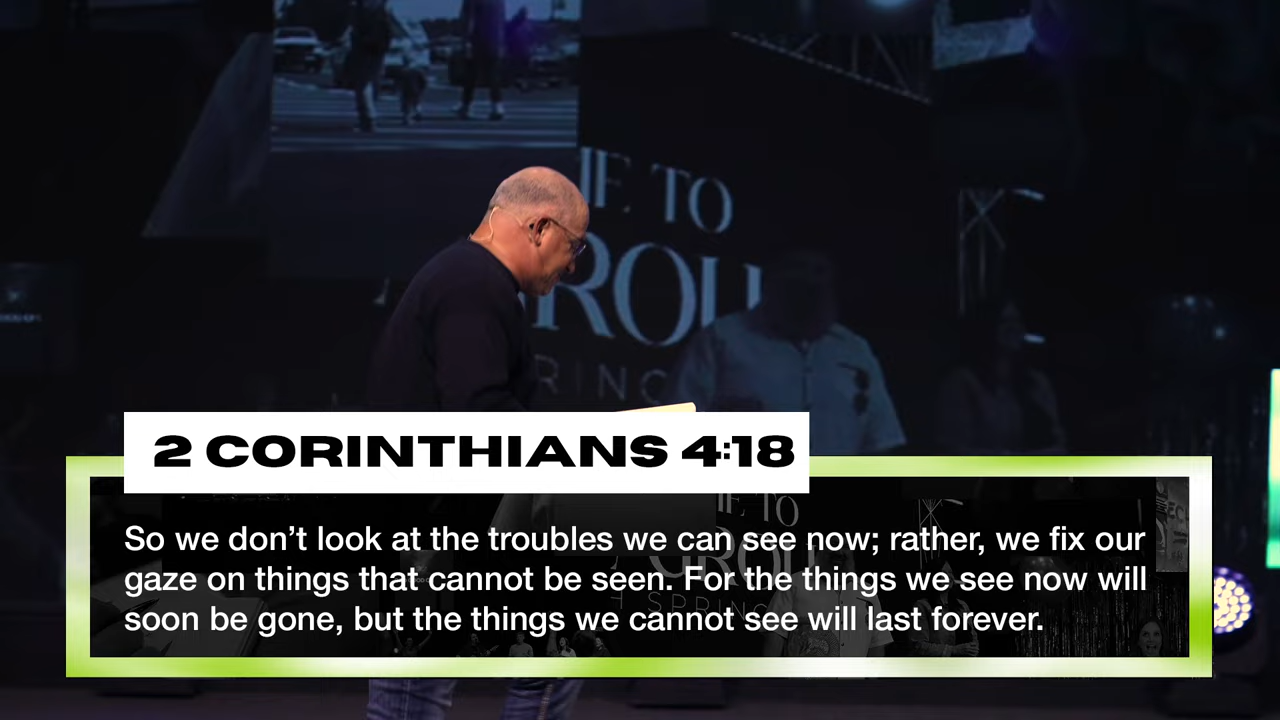 TO
2 CORINTHIANS 4:18
So we don’t look at the troubles we can see now; rather, we fix our
gaze on things that cannot be seen. For the things we see now will
soon be gone, but the things we cannot see will last forever.